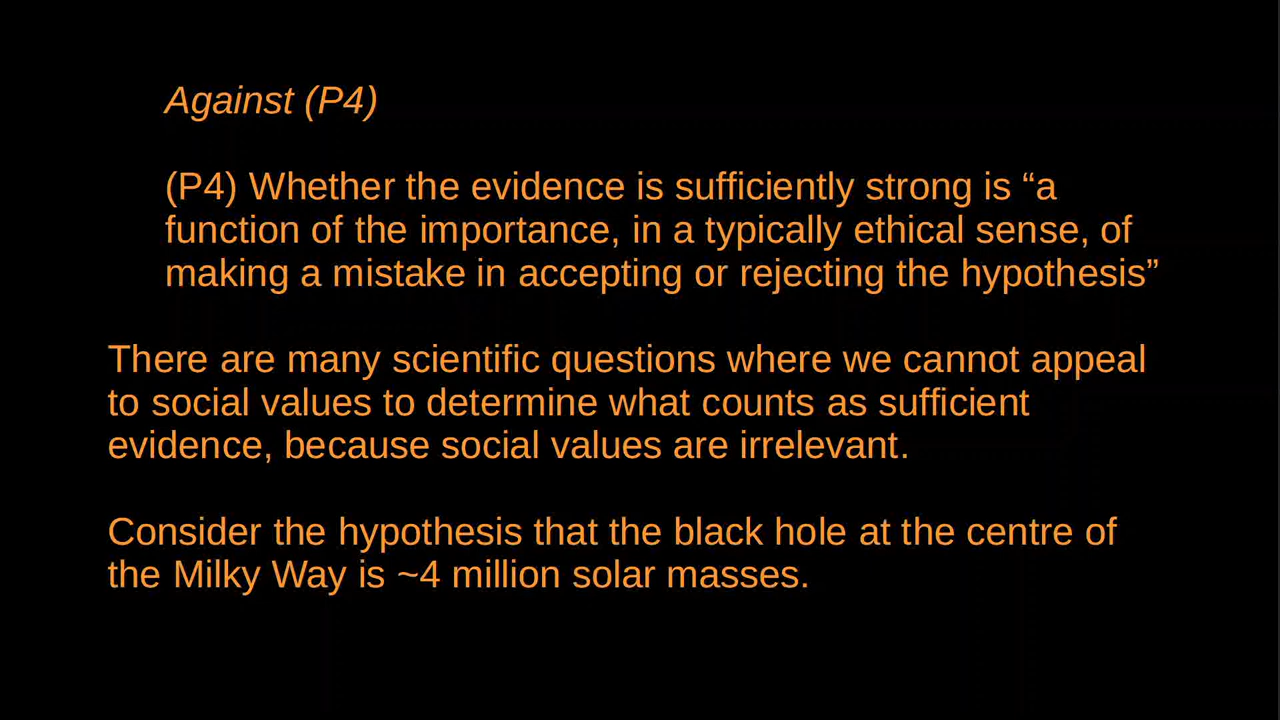 Against (P4)
(P4) Whether the evidence is sufficiently strong is “a
function of the importance, in a typically ethical sense, of
making a mistake in accepting or rejecting the hypothesis”
There are many scientific questions where we cannot appeal
to social values to determine what counts as sufficient
evidence, because social values are irrelevant.
Consider the hypothesis that the black hole at the centre of
the Milky Way is ~4 million solar masses.